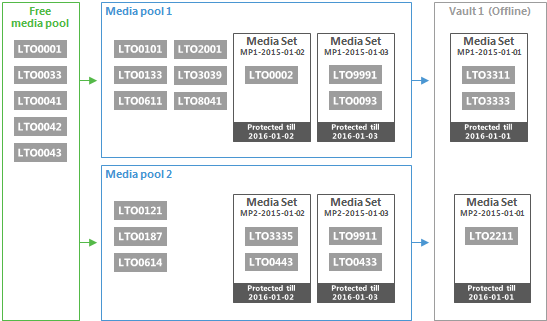 Free
media pool
LTO0001
LTO0033
LTO0041
LTO0042
LTO0043
Media pool 1
LTO0101
LTO2001
LTO0133
LTO3039
LTO0611
LTO8041
Media Set
MP1-2015-01-02
LTO0002
Protected till
2016-01-02
Media Set
MP1-2015-01-03
LTO9991
LTO0093
Protected till
2016-01-03
Media pool 2
LTO0121
LTO0187
LTO0614
Media Set
MP2-2015-01-02
LTO3335
LTO0443
Protected till
2016-01-02
Media Set
MP2-2015-01-03
LTO9911
LTO0433
Protected till
2016-01-03
Vault 1 (Offline)
Media Set
MP1-2015-01-01
LTO3311
LTO3333
Protected till
2016-01-01
Media Set
MP2-2015-01-01
LTO2211
Protected till
2016-01-01